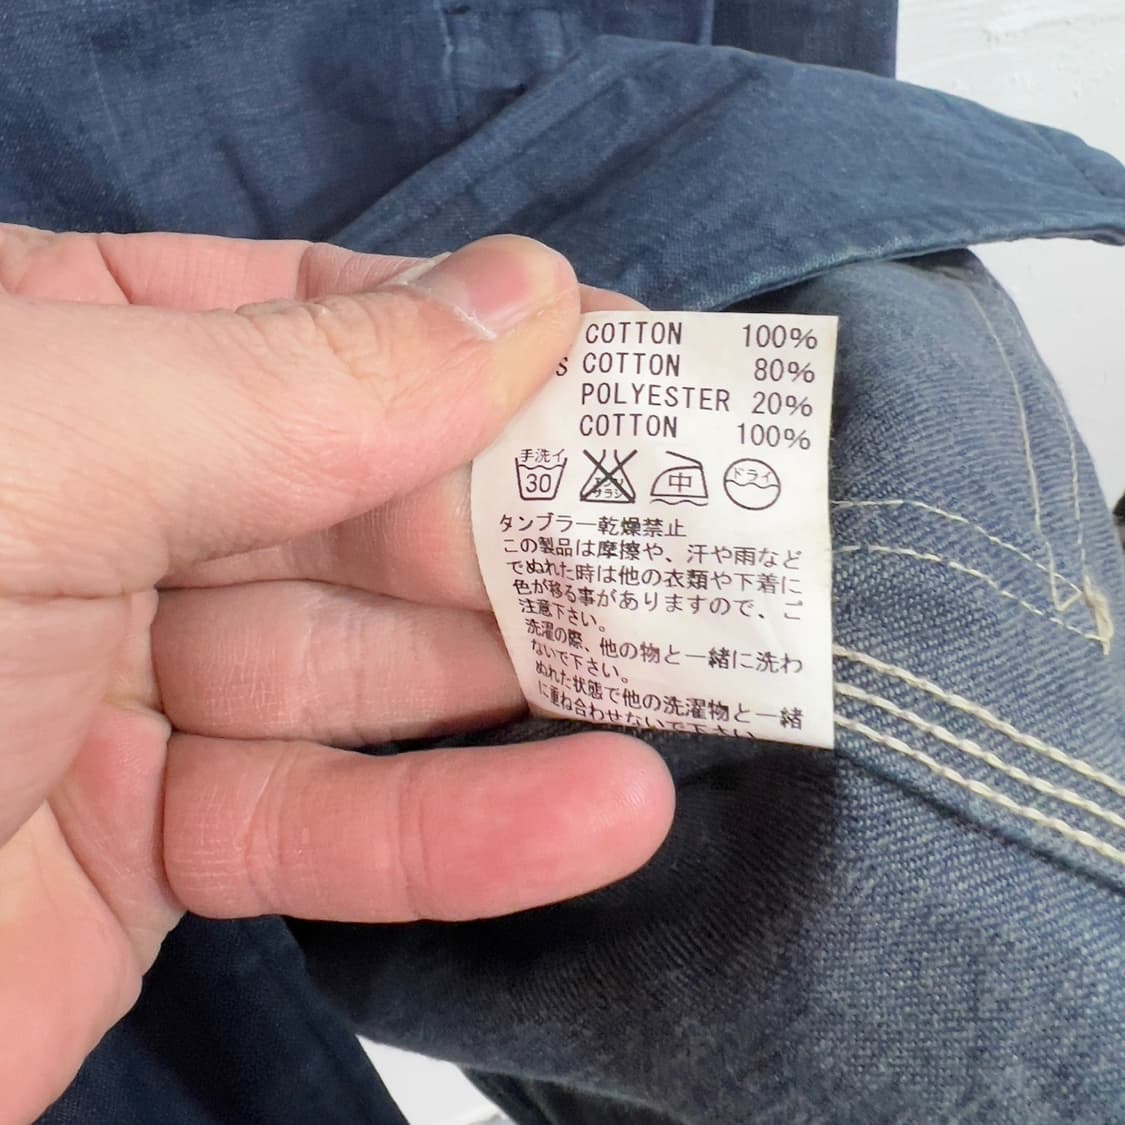 COTTON 100%
S COTTON 80%
POLYESTER 20%
COTTON 100%
手洗イ
30
エンソ
サラシ
中
ドライ
タンブラー乾燥禁止
この製品は摩擦や、汗や雨など
でぬれた時は他の衣類や下着に
色が移る事がありますので、ご
注意下さい。
洗濯の際、他の物と一緒に洗わ
ないで下さい。
ぬれた状態で他の洗濯物と一緒
に重ね合わせないで下さい